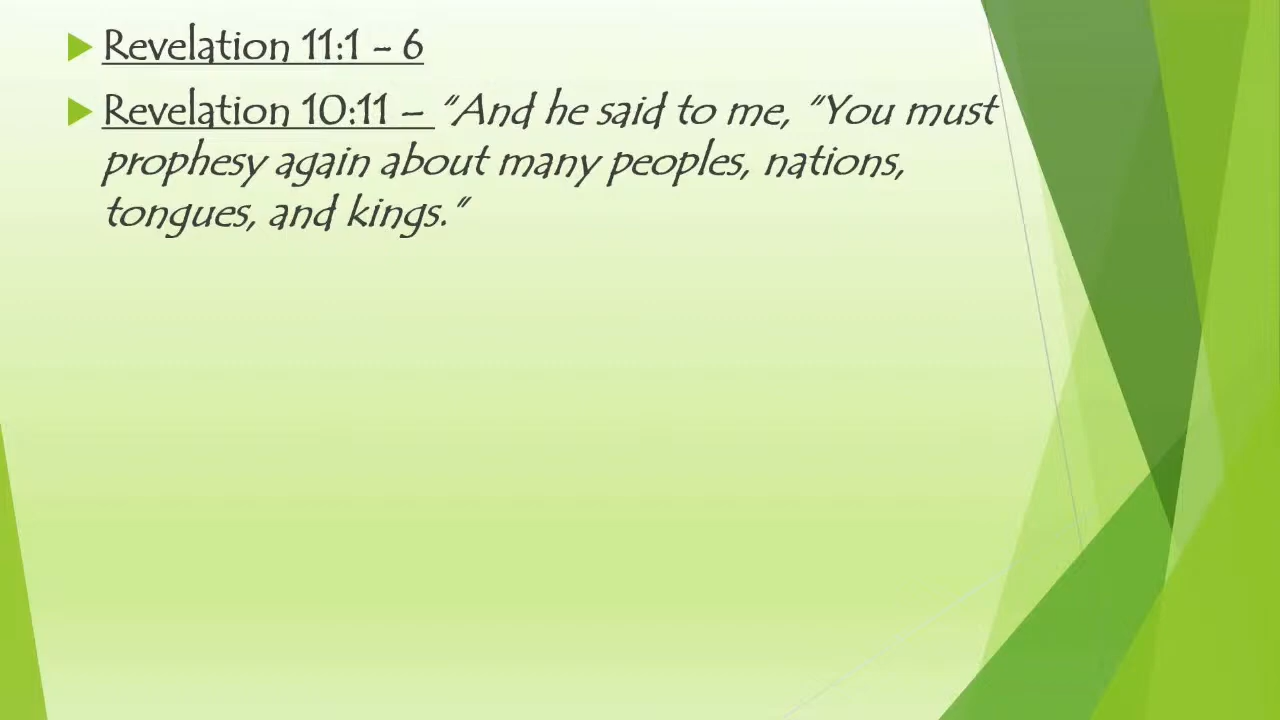 Revelation 11:1 – 6
Revelation 10:11 – “And he said to me, “You must
prophesy again about many peoples, nations,
tongues, and kings.”